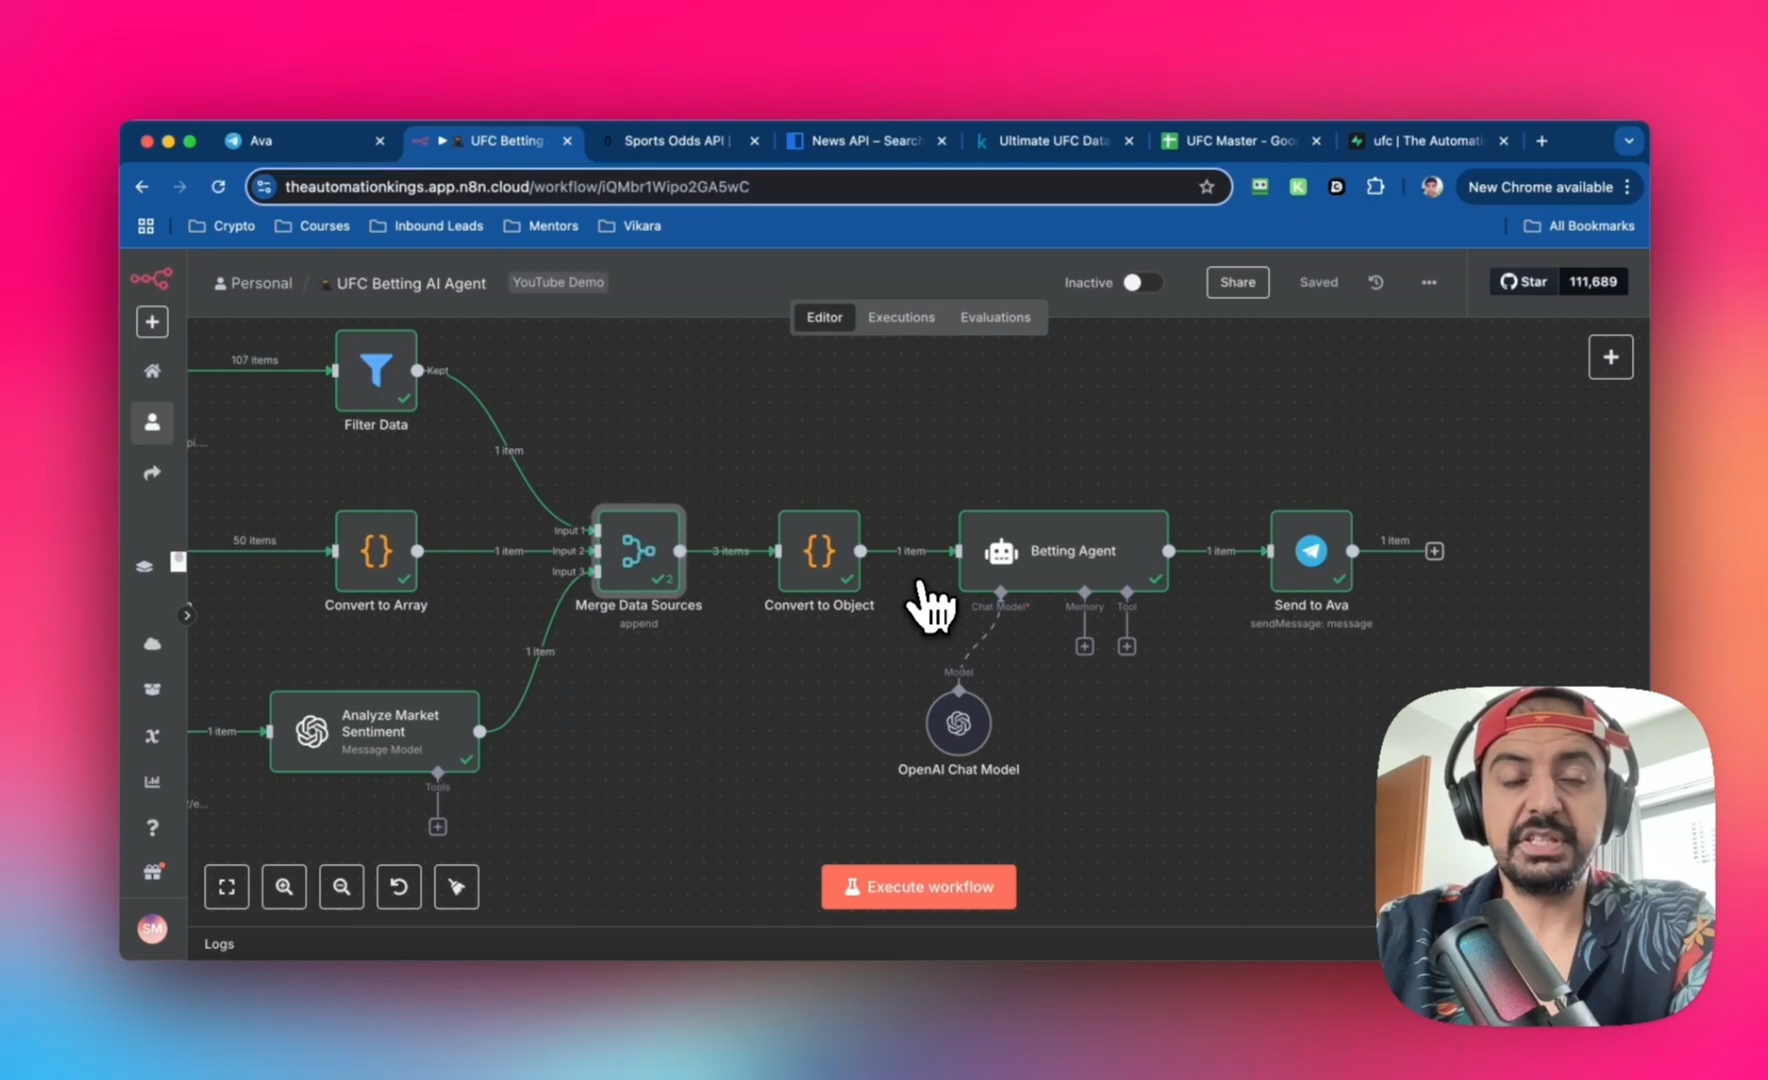 Ava
UFC Betting
Sports Odds API |
News API – Search
Ultimate UFC Data
UFC Master - Goo
ufc | The Automati
theautomationkings.app.n8n.cloud/workflow/iQMbr1Wipo2GA5wC
New Chrome available
Crypto
Courses
Inbound Leads
Mentors
Vikara
All Bookmarks
Personal / UFC Betting AI Agent
YouTube Demo
Inactive
Share
Saved
Star 111,689
Editor
Executions
Evaluations
107 items
Kept
Filter Data
pi....
1 item
50 items
1 item
Input 1
Input 2
Input 3
2
3 items
1 item
Betting Agent
1 item
1 item
Convert to Array
Merge Data Sources
append
Convert to Object
Chat Model*
Memory
Tool
Send to Ava
sendMessage: message
1 item
Model
OpenAI Chat Model
1 item
Analyze Market
Sentiment
Message Model
Tools
/e...
Execute workflow
SM
Logs